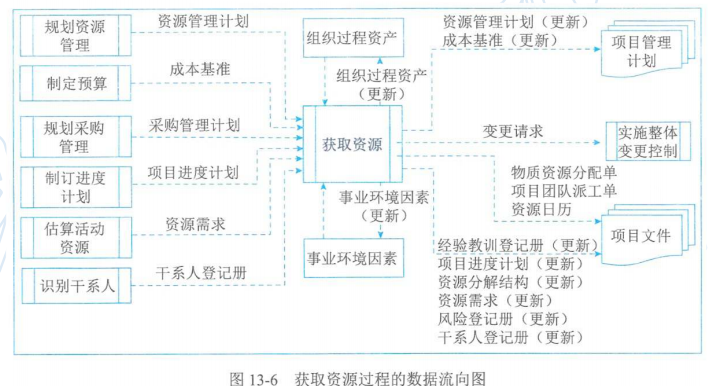 规划资源
管理
资源管理计划
制定预算
成本基准
规划采购
管理
采购管理计划
制订进度
计划
项目进度计划
估算活动
资源
资源需求
识别干系人
干系人登记册
组织过程资产
组织过程资产
（更新）
获取资源
事业环境因素
（更新）
事业环境因素
资源管理计划（更新）
成本基准（更新）
项目管理
计划
变更请求
实施整体
变更控制
物质资源分配单
项目团队派工单
资源日历
项目文件
经验教训登记册（更新）
项目进度计划（更新）
资源分解结构（更新）
资源需求（更新）
风险登记册（更新）
干系人登记册（更新）
图 13-6 获取资源过程的数据流向图